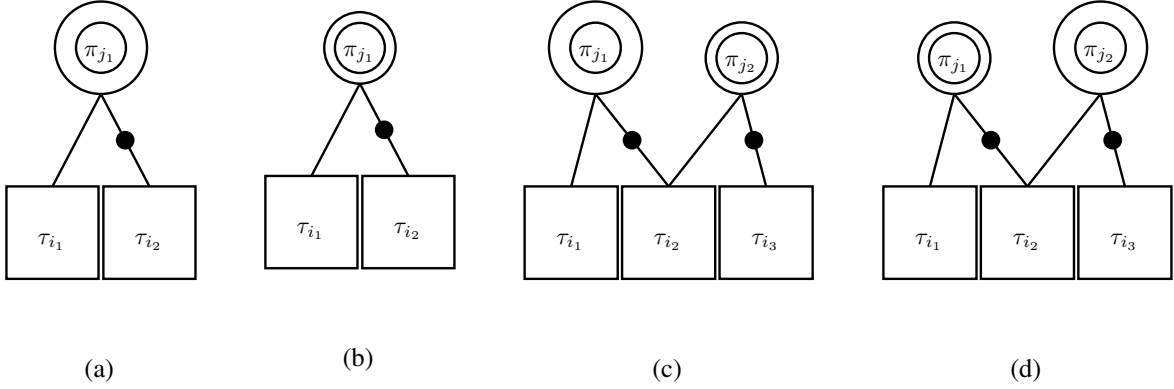 π_{j_1} π_{j_1} π_{j_1} π_{j_2} π_{j_1} π_{j_2}
τ_{i_1} τ_{i_2} τ_{i_1} τ_{i_2} τ_{i_1} τ_{i_2} τ_{i_3} τ_{i_1} τ_{i_2} τ_{i_3}
(a) (b) (c) (d)